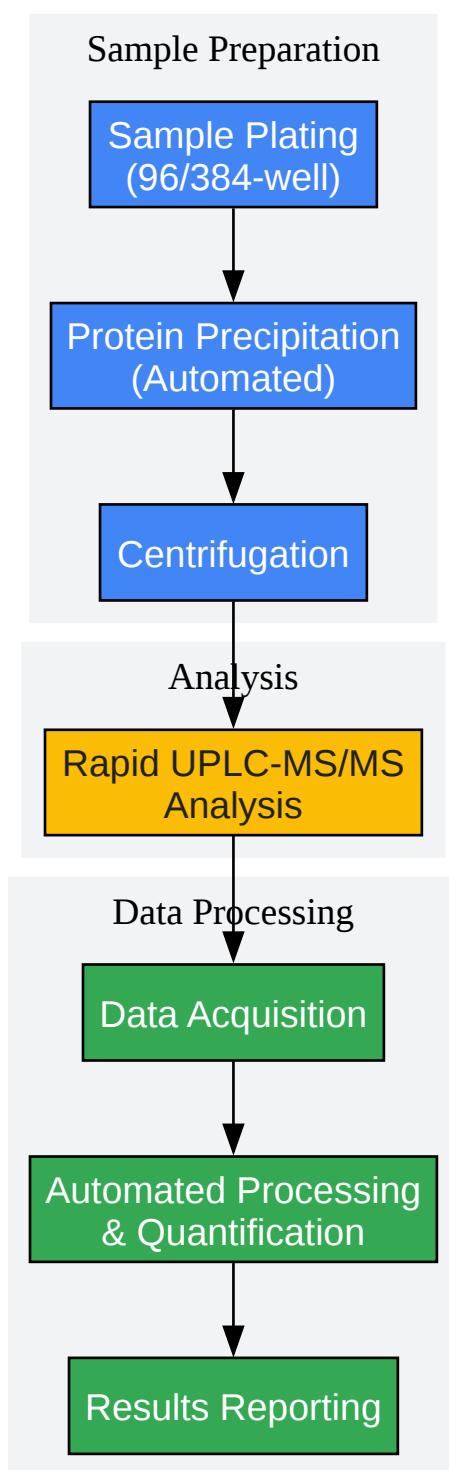 Sample Preparation
Sample Plating
(96/384-well)
Protein Precipitation
(Automated)
Centrifugation
Analysis
Rapid UPLC-MS/MS
Analysis
Data Processing
Data Acquisition
Automated Processing
& Quantification
Results Reporting